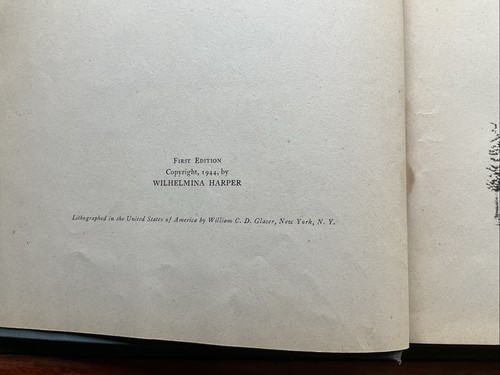 First Edition
Copyright, 1944, by
WILHELMINA HARPER
Lithographed in the United States of America by William C. D. Glaser, New York, N. Y.